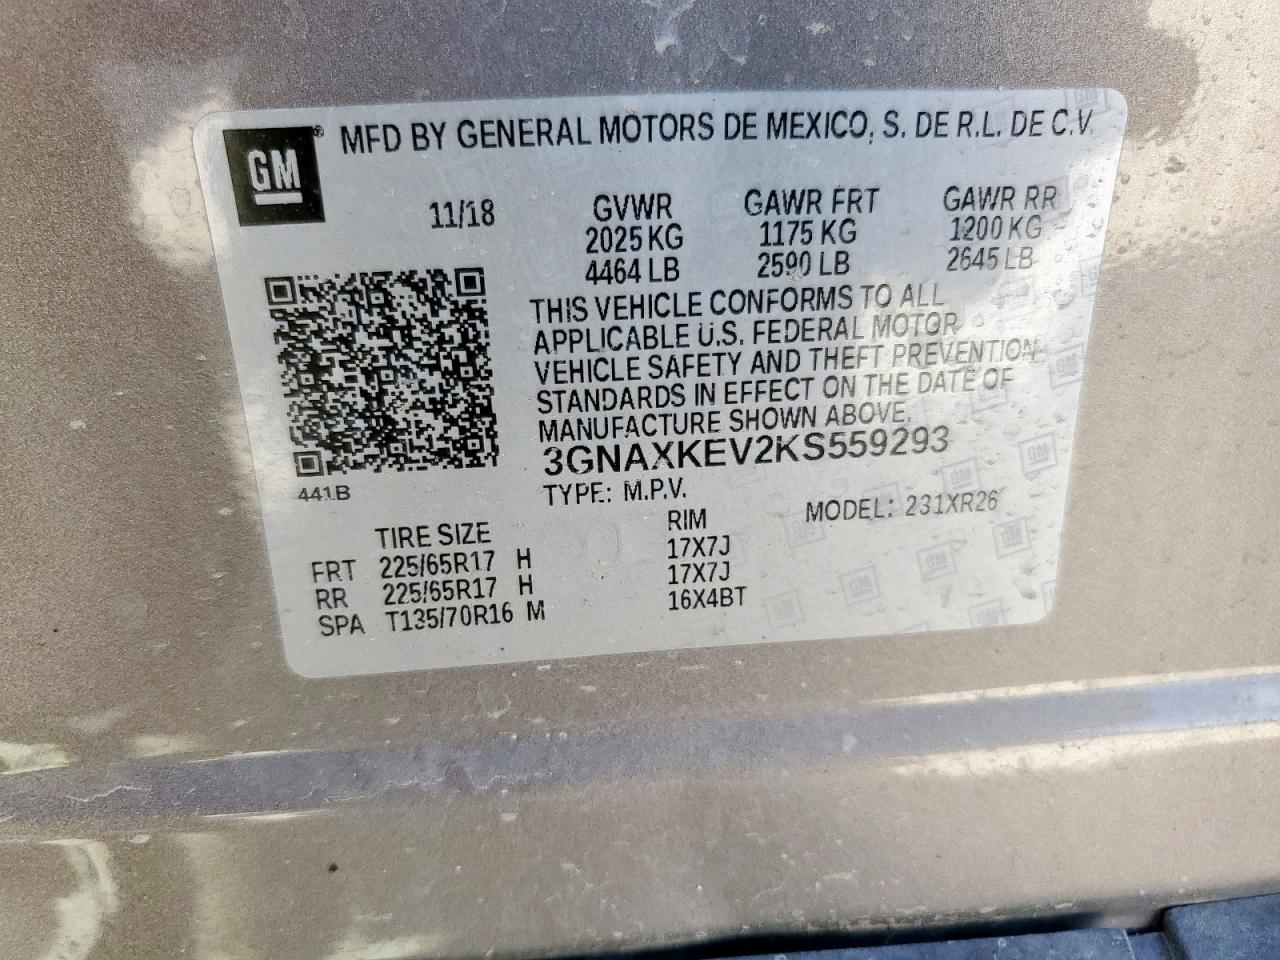 GM® MFD BY GENERAL MOTORS DE MEXICO, S. DE R.L. DE C.V.
11/18 GVWR GAWR FRT GAWR RR
2025 KG 1175 KG 1200 KG
4464 LB 2590 LB 2645 LB
THIS VEHICLE CONFORMS TO ALL
APPLICABLE U.S. FEDERAL MOTOR
VEHICLE SAFETY AND THEFT PREVENTION
STANDARDS IN EFFECT ON THE DATE OF
MANUFACTURE SHOWN ABOVE.
3GNAXKEV2KS559293
441B
TYPE: M.P.V. MODEL: 231XR26
TIRE SIZE RIM
FRT 225/65R17 H 17X7J
RR 225/65R17 H 17X7J
SPA T135/70R16 M 16X4BT